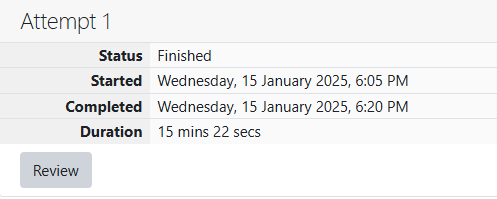 Attempt 1
Status Finished
Started Wednesday, 15 January 2025, 6:05 PM
Completed Wednesday, 15 January 2025, 6:20 PM
Duration 15 mins 22 secs
Review